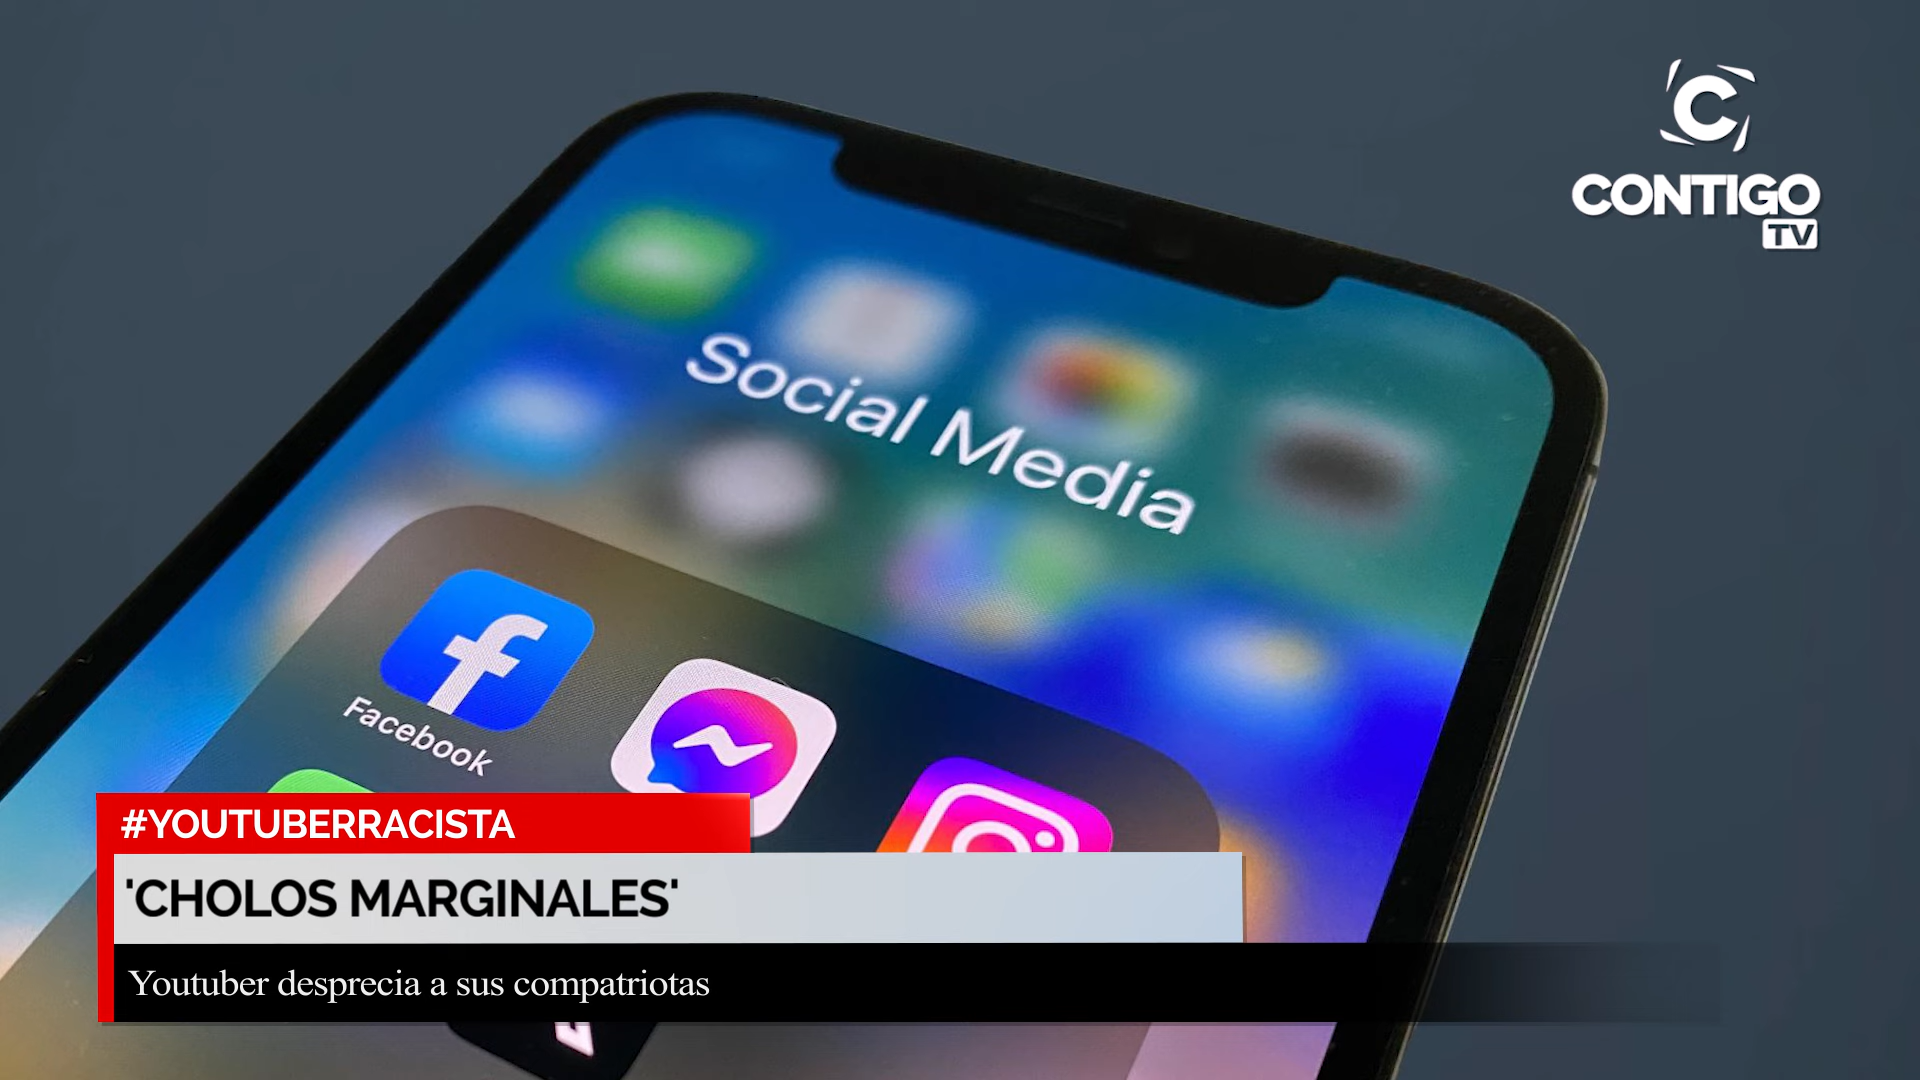 CONTIGO
TV
Social Media
Facebook
#YOUTUBERRACISTA
'CHOLOS MARGINALES'
Youtuber desprecia a sus compatriotas